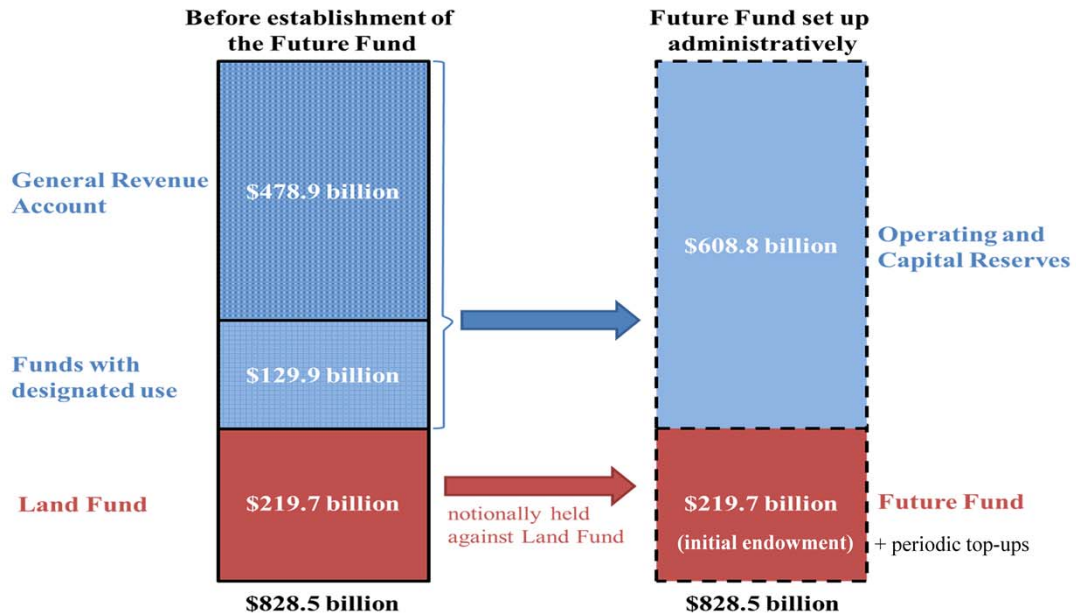 Before establishment of
the Future Fund
Future Fund set up
administratively
General Revenue
Account
$478.9 billion
$608.8 billion
Operating and
Capital Reserves
Funds with
designated use
$129.9 billion
Land Fund
$219.7 billion
notionally held
against Land Fund
$219.7 billion
(initial endowment)
Future Fund
+ periodic top-ups
$828.5 billion
$828.5 billion